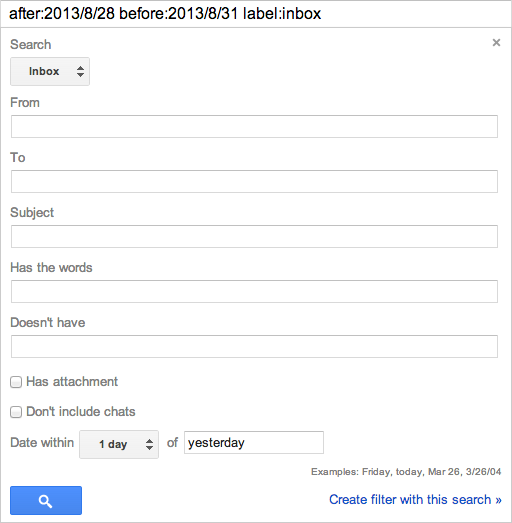 after:2013/8/28 before:2013/8/31 label:inbox
Search ×
Inbox
From
To
Subject
Has the words
Doesn't have
Has attachment
Don't include chats
Date within 1 day of yesterday
Examples: Friday, today, Mar 26, 3/26/04
Create filter with this search »